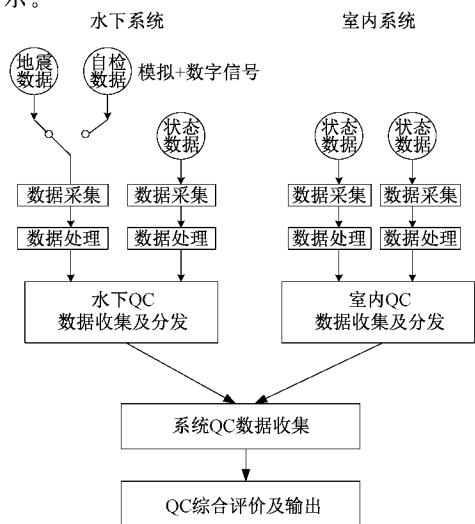 示。
水下系统 室内系统
地震 自检 模拟+数字信号
数据 数据
状态 状态 状态
数据 数据 数据
数据采集 数据采集 数据采集 数据采集
数据处理 数据处理 数据处理 数据处理
水下QC 室内QC
数据收集及分发 数据收集及分发
系统QC数据收集
QC综合评价及输出